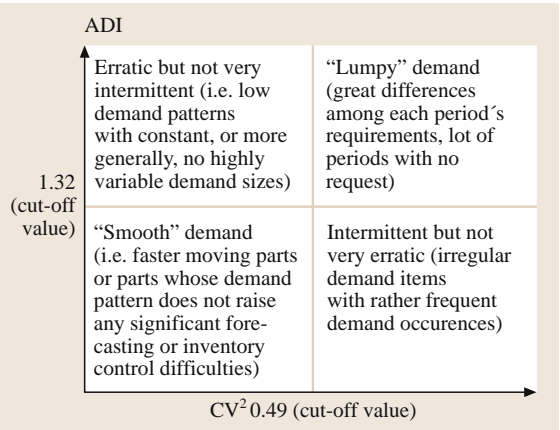 ADI
Erratic but not very
intermittent (i.e. low
demand patterns
with constant, or more
generally, no highly
variable demand sizes)
“Lumpy” demand
(great differences
among each period´s
requirements, lot of
periods with no
request)
1.32
(cut-off
value)
“Smooth” demand
(i.e. faster moving parts
or parts whose demand
pattern does not raise
any significant fore-
casting or inventory
control difficulties)
Intermittent but not
very erratic (irregular
demand items
with rather frequent
demand occurences)
CV² 0.49 (cut-off value)